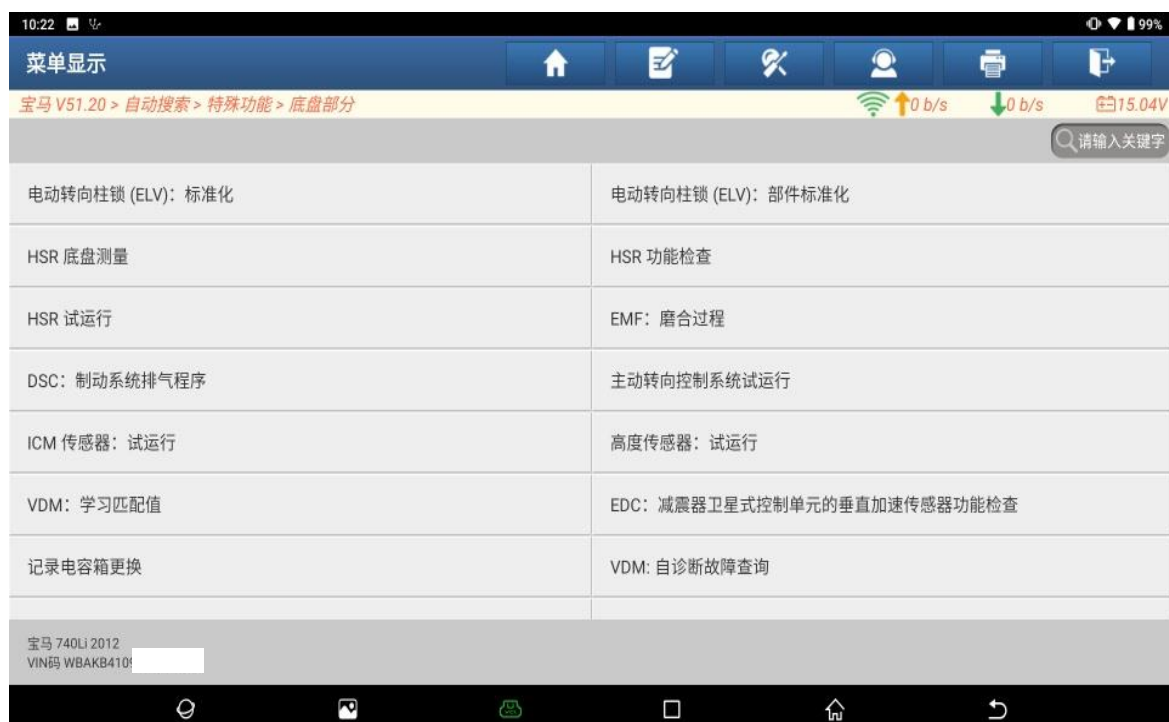 10:22
99%
菜单显示
宝马 V51.20 > 自动搜索 > 特殊功能 > 底盘部分
0 b/s
0 b/s
15.04V
请输入关键字
电动转向柱锁 (ELV)：标准化
电动转向柱锁 (ELV)：部件标准化
HSR 底盘测量
HSR 功能检查
HSR 试运行
EMF：磨合过程
DSC：制动系统排气程序
主动转向控制系统试运行
ICM 传感器：试运行
高度传感器：试运行
VDM：学习匹配值
EDC：减震器卫星式控制单元的垂直加速传感器功能检查
记录电容箱更换
VDM: 自诊断故障查询
宝马 740Li 2012
VIN码 WBAKB410